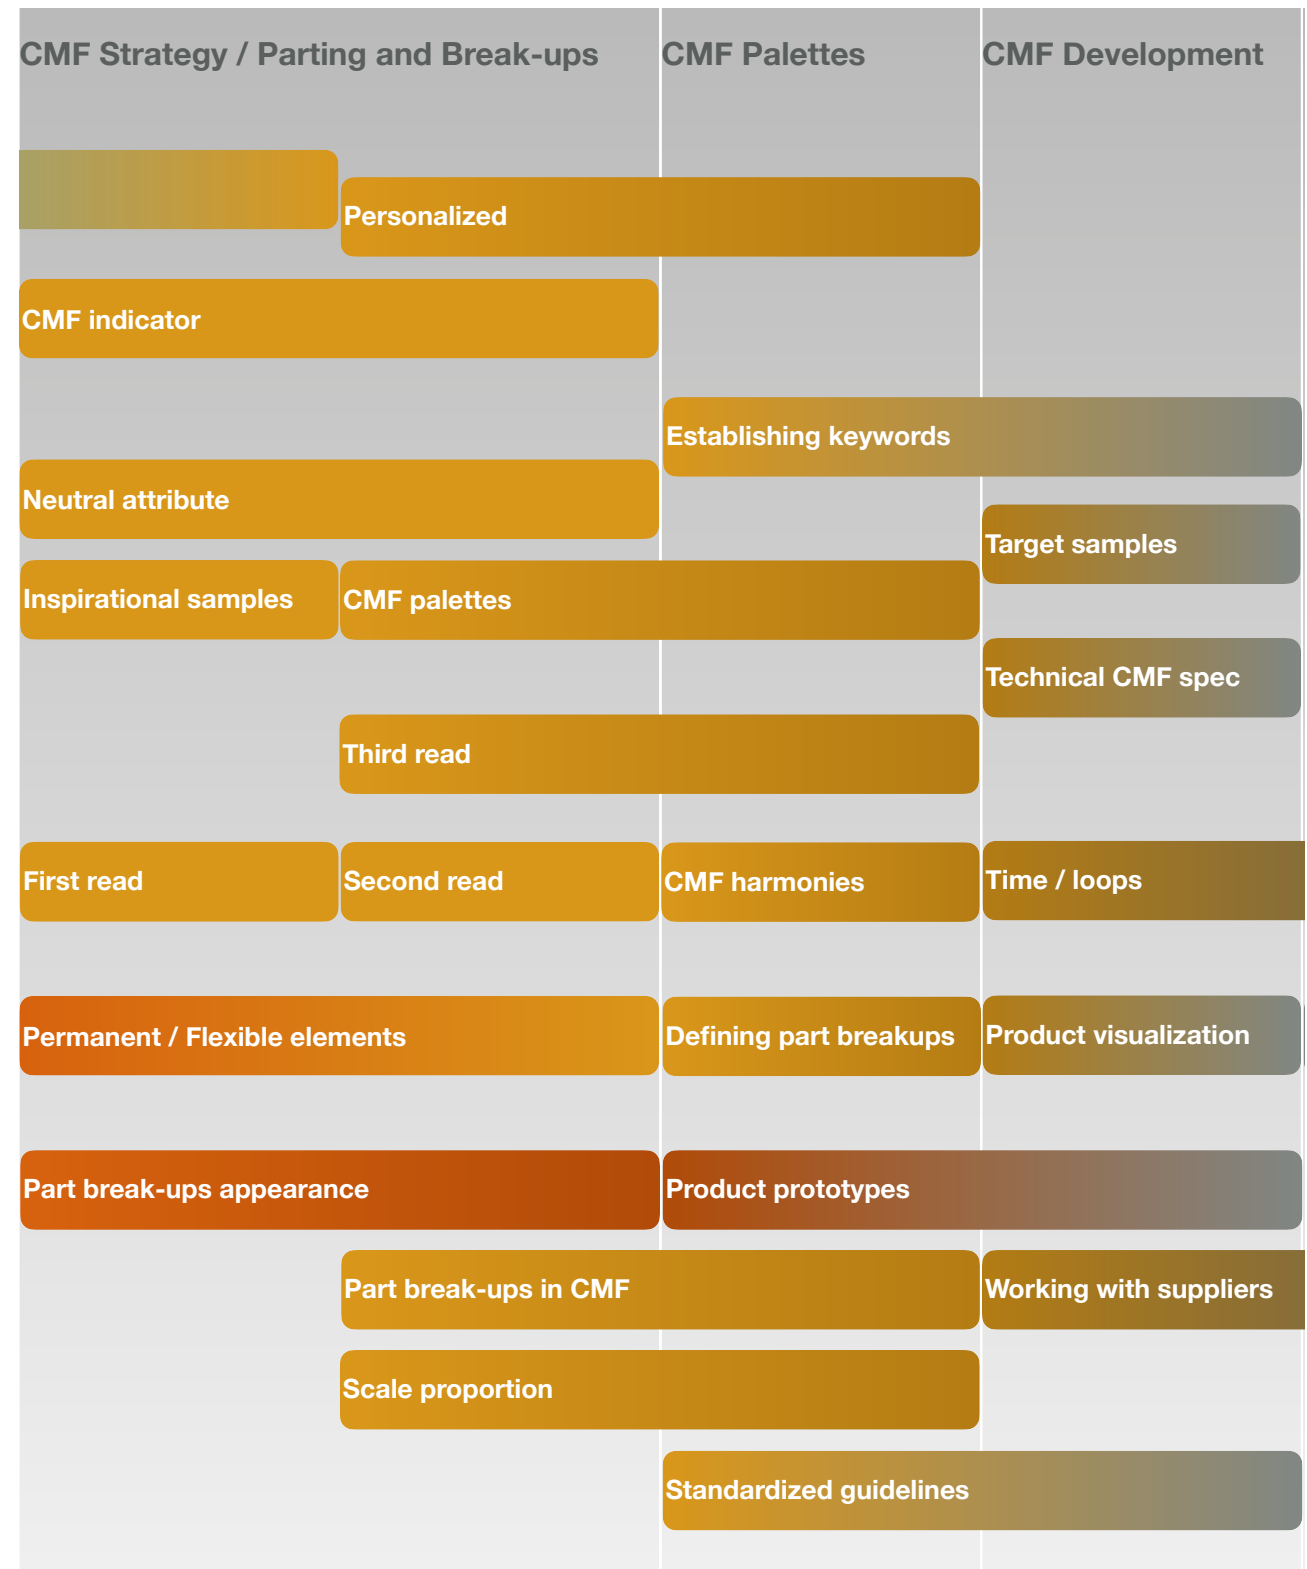 CMF Strategy / Parting and Break-ups
CMF Palettes
CMF Development
Personalized
CMF indicator
Establishing keywords
Neutral attribute
Target samples
Inspirational samples
CMF palettes
Technical CMF spec
Third read
First read
Second read
CMF harmonies
Time / loops
Permanent / Flexible elements
Defining part breakups
Product visualization
Part break-ups appearance
Product prototypes
Part break-ups in CMF
Working with suppliers
Scale proportion
Standardized guidelines